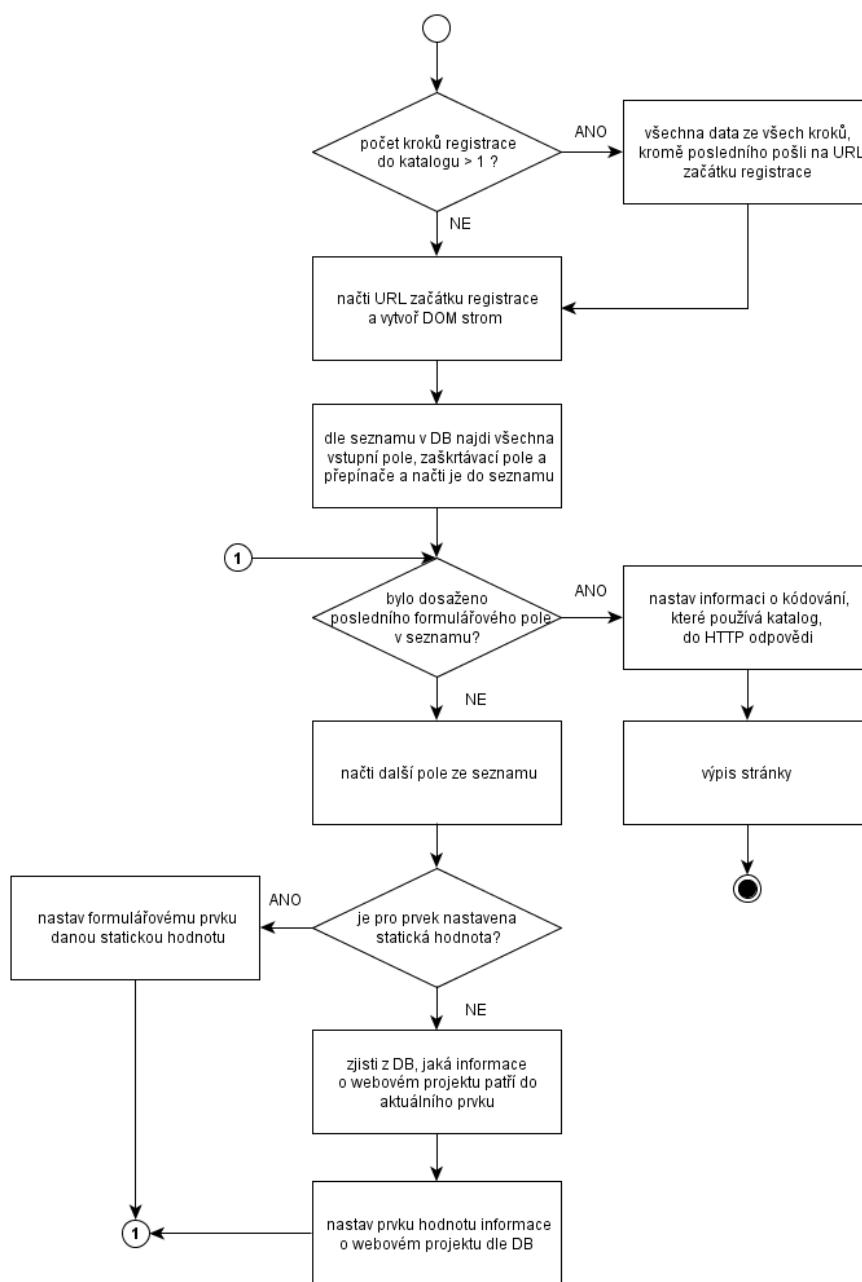 počet kroků registrace
do katalogu > 1 ?
ANO
všechna data ze všech kroků,
kromě posledního pošli na URL
začátku registrace
NE
načti URL začátku registrace
a vytvoř DOM strom
dle seznamu v DB najdi všechna
vstupní pole, zaškrtávací pole a
přepínače a načti je do seznamu
1
bylo dosaženo
posledního formulářového pole
v seznamu?
ANO
nastav informaci o kódování,
které používá katalog,
do HTTP odpovědi
NE
načti další pole ze seznamu
výpis stránky
je pro prvek nastavena
statická hodnota?
ANO
nastav formulářovému prvku
danou statickou hodnotu
NE
zjisti z DB, jaká informace
o webovém projektu patří do
aktuálního prvku
nastav prvku hodnotu informace
o webovém projektu dle DB
1